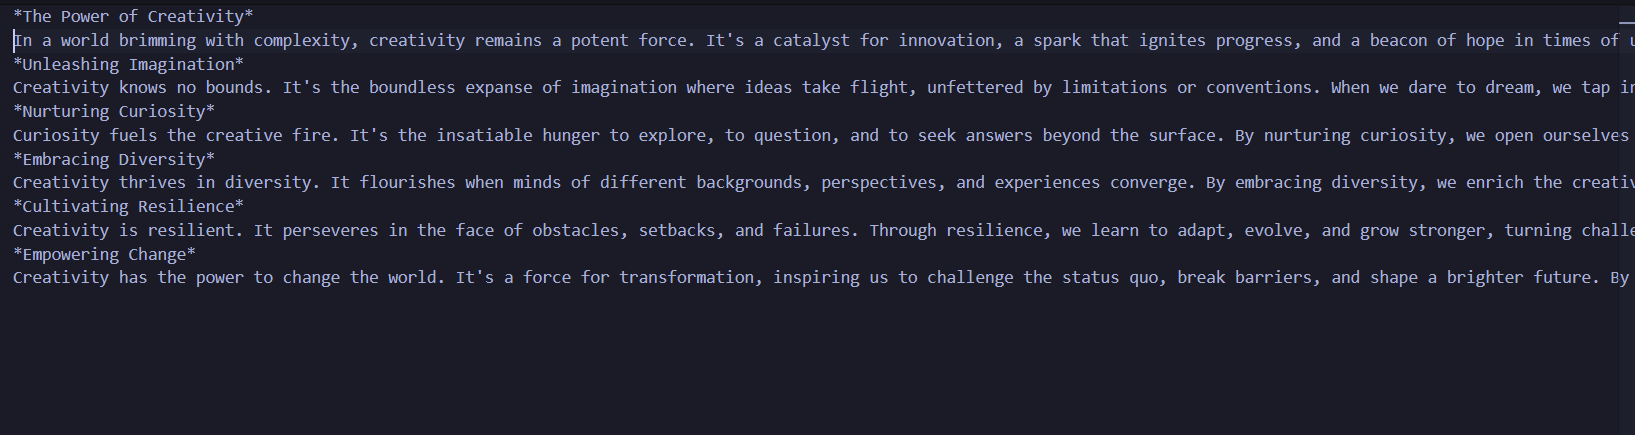 *The Power of Creativity*
In a world brimming with complexity, creativity remains a potent force. It's a catalyst for innovation, a spark that ignites progress, and a beacon of hope in times of
*Unleashing Imagination*
Creativity knows no bounds. It's the boundless expanse of imagination where ideas take flight, unfettered by limitations or conventions. When we dare to dream, we tap
*Nurturing Curiosity*
Curiosity fuels the creative fire. It's the insatiable hunger to explore, to question, and to seek answers beyond the surface. By nurturing curiosity, we open ourselves
*Embracing Diversity*
Creativity thrives in diversity. It flourishes when minds of different backgrounds, perspectives, and experiences converge. By embracing diversity, we enrich the
*Cultivating Resilience*
Creativity is resilient. It perseveres in the face of obstacles, setbacks, and failures. Through resilience, we learn to adapt, evolve, and grow stronger, turning
*Empowering Change*
Creativity has the power to change the world. It's a force for transformation, inspiring us to challenge the status quo, break barriers, and shape a brighter future. By